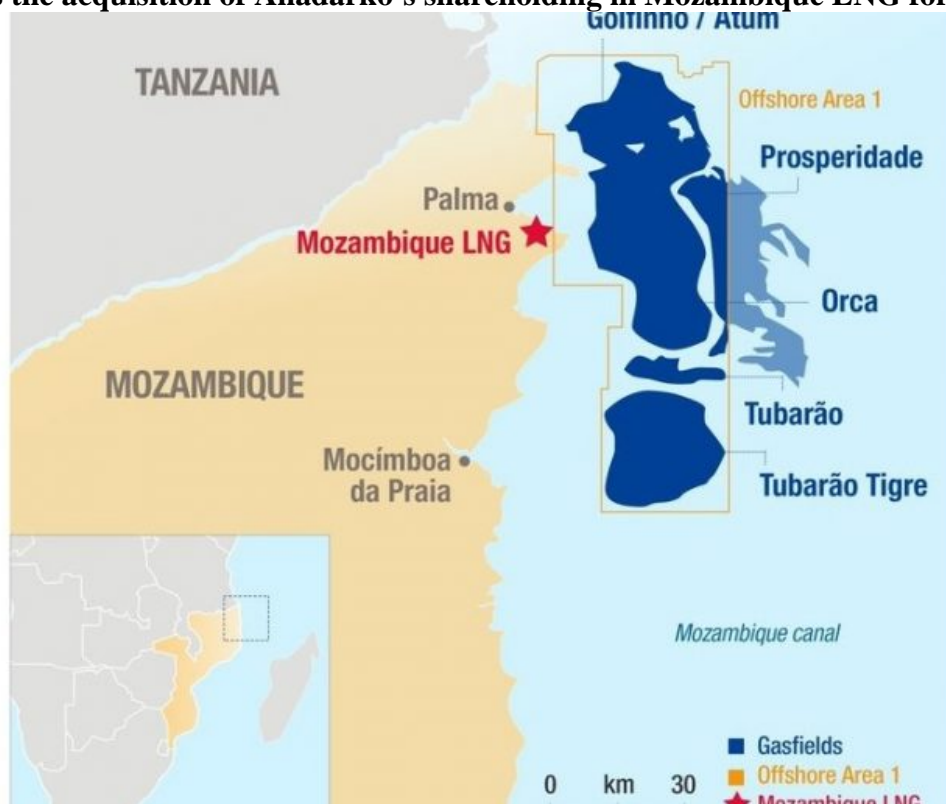 the acquisition of Anadarko's shareholding in Mozambique LNG for
Golfinho / Atum
TANZANIA
Offshore Area 1
Prosperidade
Palma
Mozambique LNG
Orca
MOZAMBIQUE
Tubarão
Mocímboa
da Praia
Tubarão Tigre
Mozambique canal
Gasfields
0 km 30
Offshore Area 1
Mozambique LNG